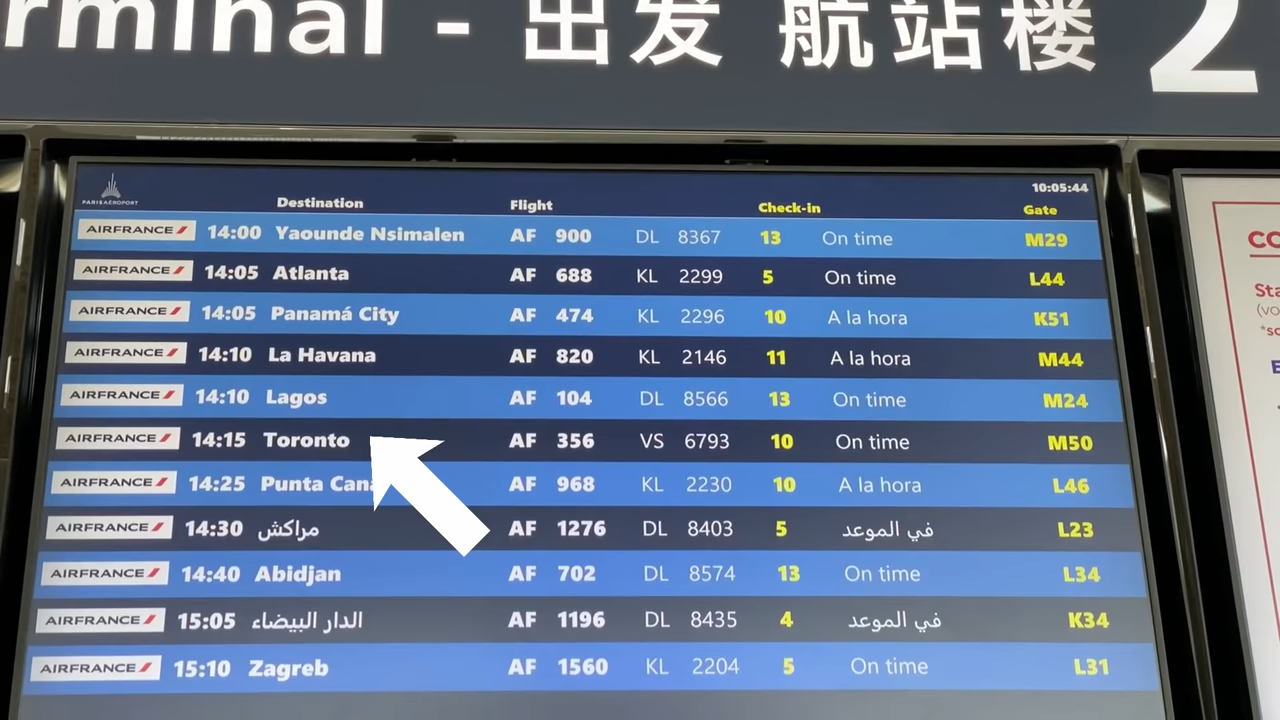 rminal - 出发 航站楼 2
PARIS AÉROPORT
10:05:44
Destination Flight Check-in Gate
AIRFRANCE 14:00 Yaounde Nsimalen AF 900 DL 8367 13 On time M29
AIRFRANCE 14:05 Atlanta AF 688 KL 2299 5 On time L44
AIRFRANCE 14:05 Panamá City AF 474 KL 2296 10 A la hora K51
AIRFRANCE 14:10 La Havana AF 820 KL 2146 11 A la hora M44
AIRFRANCE 14:10 Lagos AF 104 DL 8566 13 On time M24
AIRFRANCE 14:15 Toronto AF 356 VS 6793 10 On time M50
AIRFRANCE 14:25 Punta Cana AF 968 KL 2230 10 A la hora L46
AIRFRANCE 14:30 مراكش AF 1276 DL 8403 5 في الموعد L23
AIRFRANCE 14:40 Abidjan AF 702 DL 8574 13 On time L34
AIRFRANCE 15:05 الدار البيضاء AF 1196 DL 8435 4 في الموعد K34
AIRFRANCE 15:10 Zagreb AF 1560 KL 2204 5 On time L31